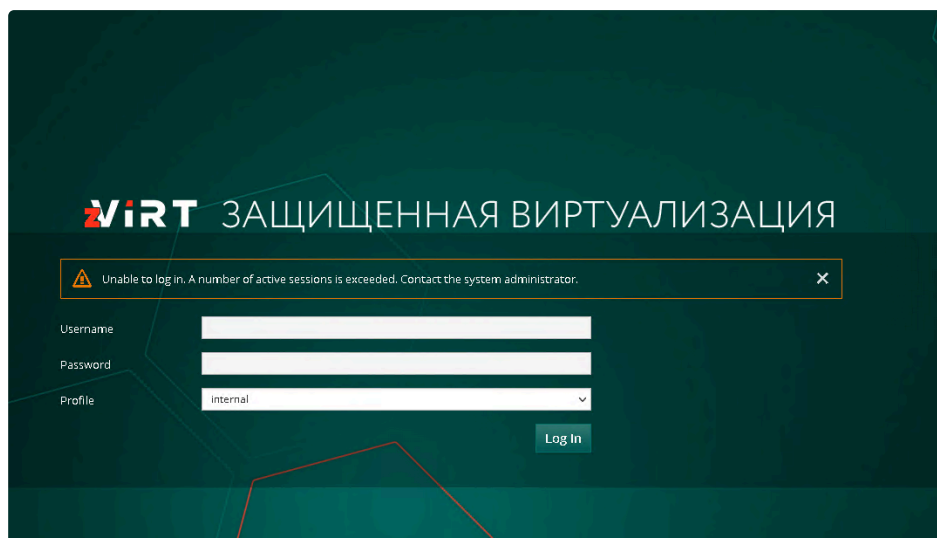 zViRT ЗАЩИЩЕННАЯ ВИРТУАЛИЗАЦИЯ
Unable to log in. A number of active sessions is exceeded. Contact the system administrator.
Username
Password
Profile internal
Log In